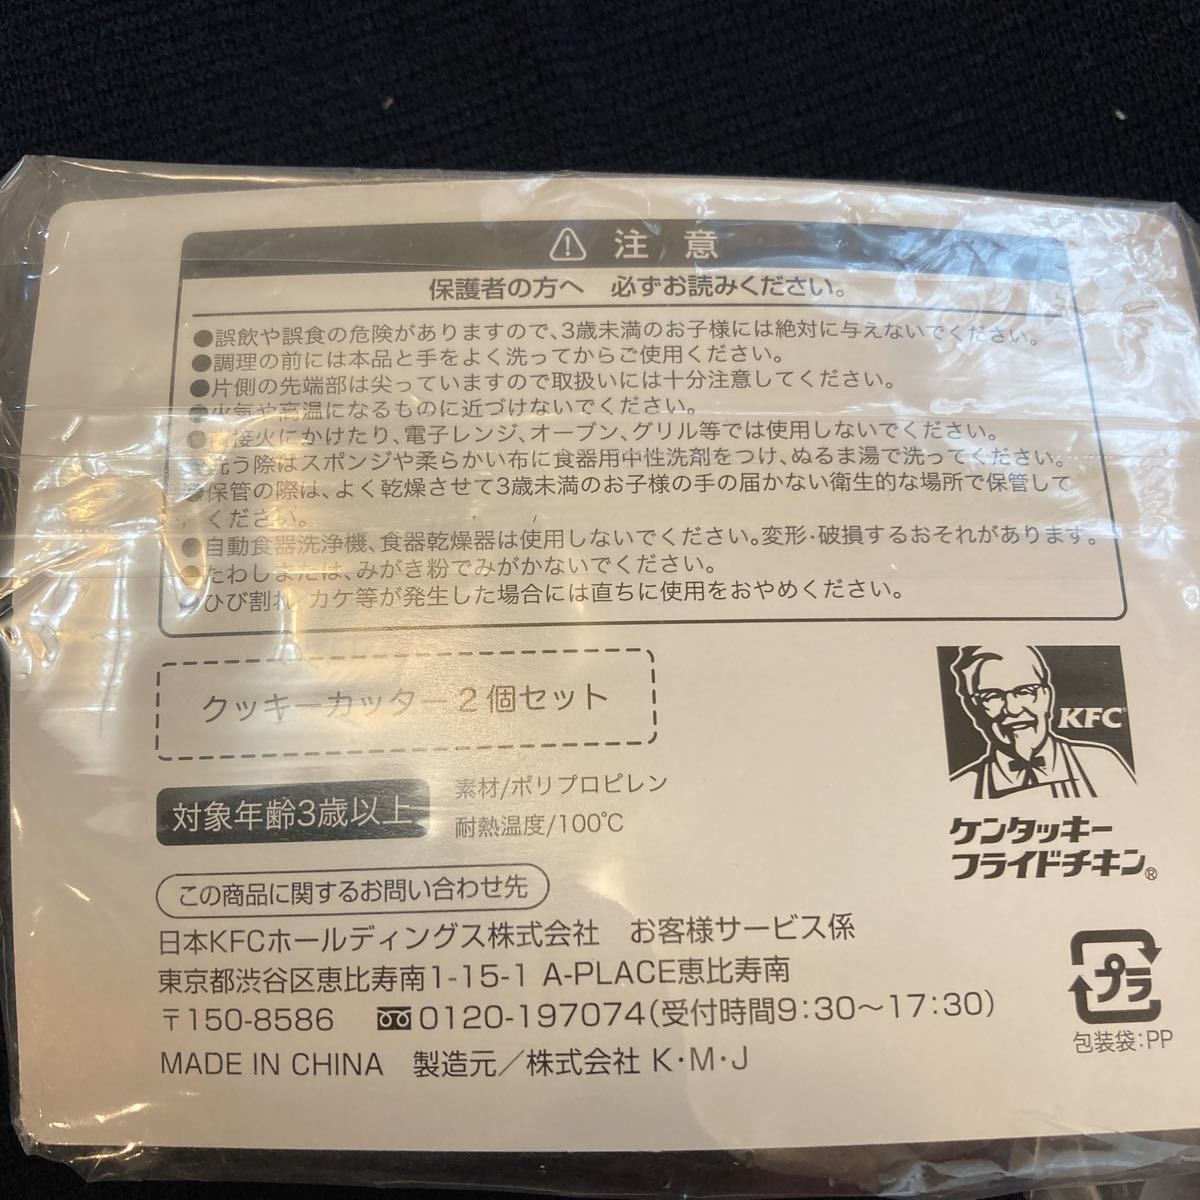 注 意
保護者の方へ 必ずお読みください。
●誤飲や誤食の危険がありますので、3歳未満のお子様には絶対に与えないでください。
●調理の前には本品と手をよく洗ってからご使用ください。
●片側の先端部は尖っていますので取扱いには十分注意してください。
●火気や高温になるものに近づけないでください。
●直接火にかけたり、電子レンジ、オーブン、グリル等では使用しないでください。
●洗う際はスポンジや柔らかい布に食器用中性洗剤をつけ、ぬるま湯で洗ってください。
●保管の際は、よく乾燥させて3歳未満のお子様の手の届かない衛生的な場所で保管して
ください。
●自動食器洗浄機、食器乾燥器は使用しないでください。変形・破損するおそれがあります。
●たわしまたは、みがき粉でみがかないでください。
●ひび割れ、カケ等が発生した場合には直ちに使用をおやめください。
クッキーカッター2個セット
対象年齢3歳以上
素材/ポリプロピレン
耐熱温度/100℃
KFC
ケンタッキー
フライドチキン®
この商品に関するお問い合わせ先
日本KFCホールディングス株式会社 お客様サービス係
東京都渋谷区恵比寿南1-15-1 A-PLACE恵比寿南
〒150-8586 0120-197074(受付時間9:30〜17:30)
MADE IN CHINA 製造元/株式会社 K・M・J
プラ
包装袋:PP